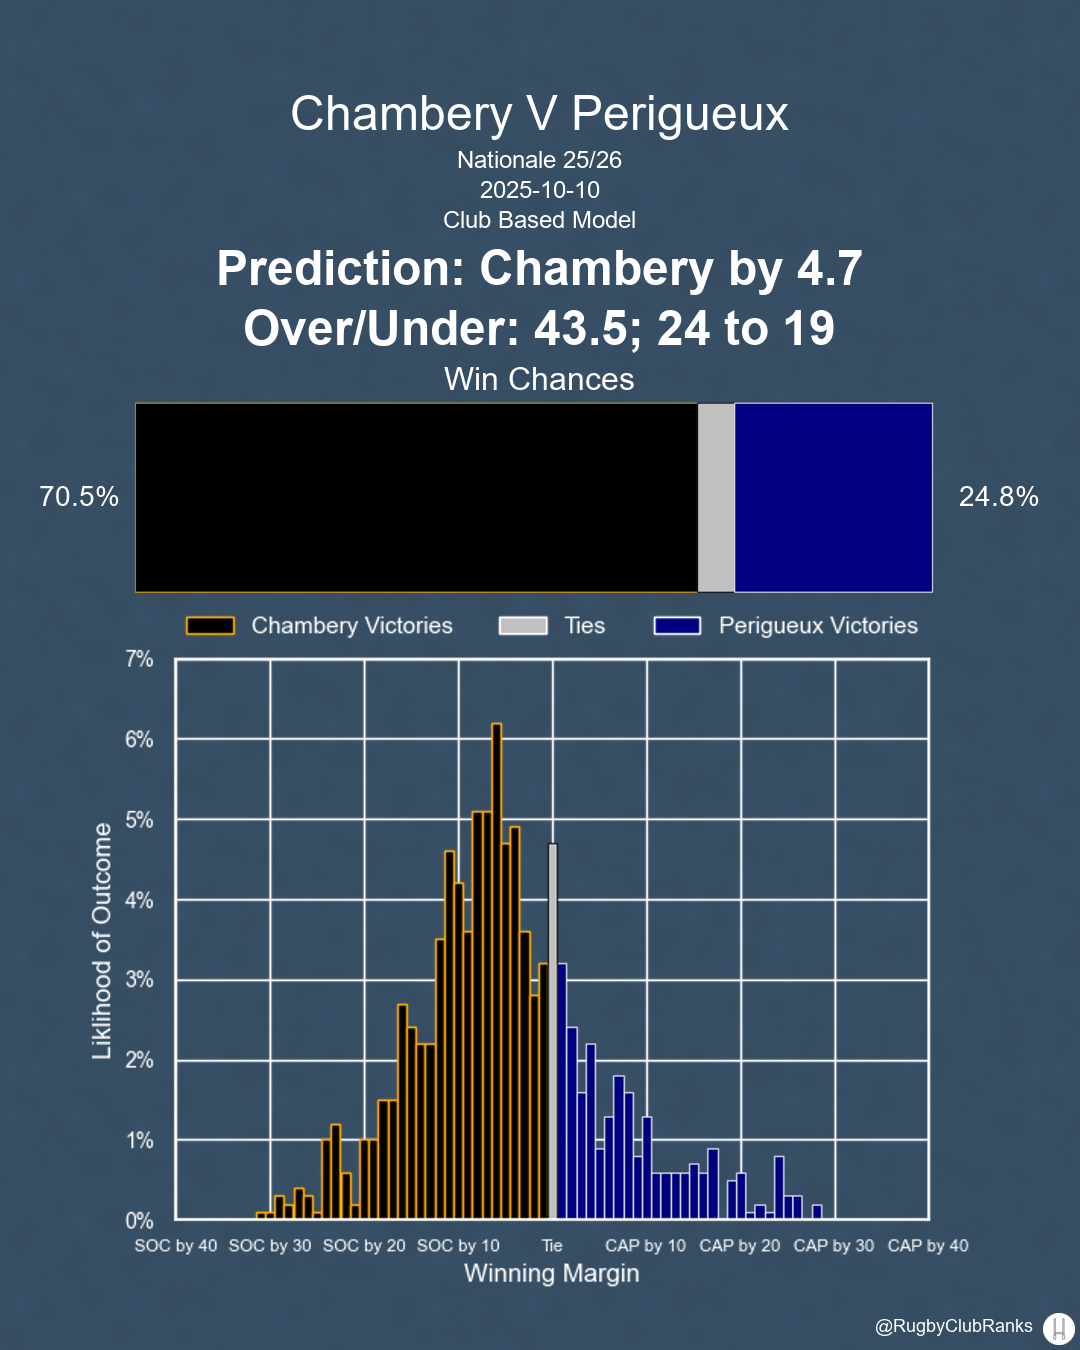 Chambery V Perigueux
Nationale 25/26
2025-10-10
Club Based Model
Prediction: Chambery by 4.7
Over/Under: 43.5; 24 to 19
Win Chances
70.5%
24.8%
Chambery Victories
Ties
Perigueux Victories
7%
6%
5%
4%
3%
2%
1%
0%
Liklihood of Outcome
SOC by 40 SOC by 30 SOC by 20 SOC by 10 Tie CAP by 10 CAP by 20 CAP by 30 CAP by 40
Winning Margin
@RugbyClubRanks